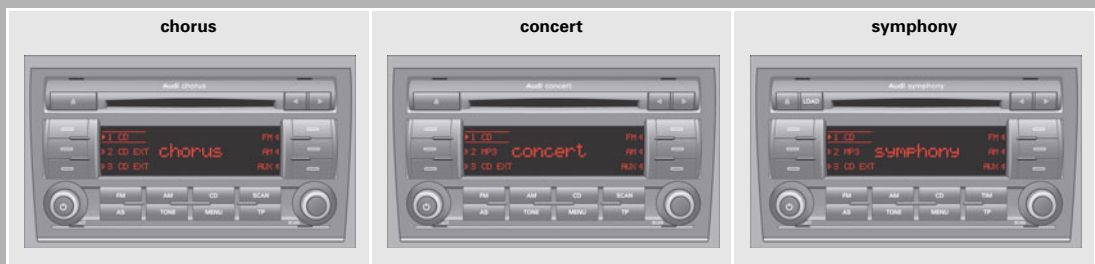 chorus
Audi chorus
1 CD
FM
2 CD EXT
chorus
AM
3 CD EXT
AUX
FM AM CD SCAN
AS TONE MENU TP
SCAN
concert
Audi concert
1 CD
FM
2 MP3
concert
AM
3 CD EXT
AUX
FM AM CD SCAN
AS TONE MENU TP
SCAN
symphony
Audi symphony
LOAD
1 CD
FM
2 MP3
symphony
AM
3 CD EXT
AUX
FM AM CD TIM
AS TONE MENU TP
SCAN